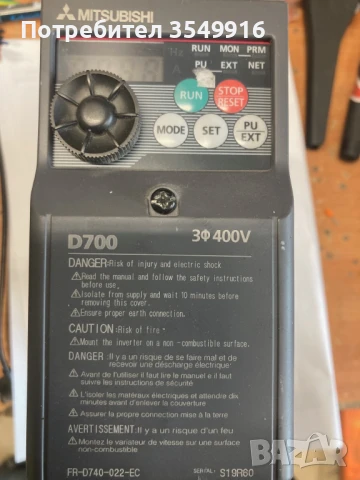 Потребител 3549916
MITSUBISHI
Hz RUN MON PRM
A PU EXT NET
RUN
STOP
RESET
MODE
SET
PU
EXT
D700
3Φ400V
DANGER:Risk of injury and electric shock
Read the manual and follow the safety instructions
before use.
Isolate from supply and wait 10 minutes before
removing this cover.
Ensure proper earth connection.
CAUTION :Risk of fire
Mount the inverter on a non - combustible surface.
DANGER :Il y a un risque de se faire mal et de
recevoir une déscharge électrique:
Avant de l'utiliser il faut lire le manuel e il faut
suivre les instructions de sécurité
L'isoler les matérieux électriques et attendre dix
minutes avant d'enlever la couverture
Assurar la propre connection mise à la terre
AVERTISSEMENT :Il y a un risque d'un feu
Montez le variateur de vitesse sur une surface
non-combustible
FR-D740-022-EC
SERIAL: S19R60
bazar.bg